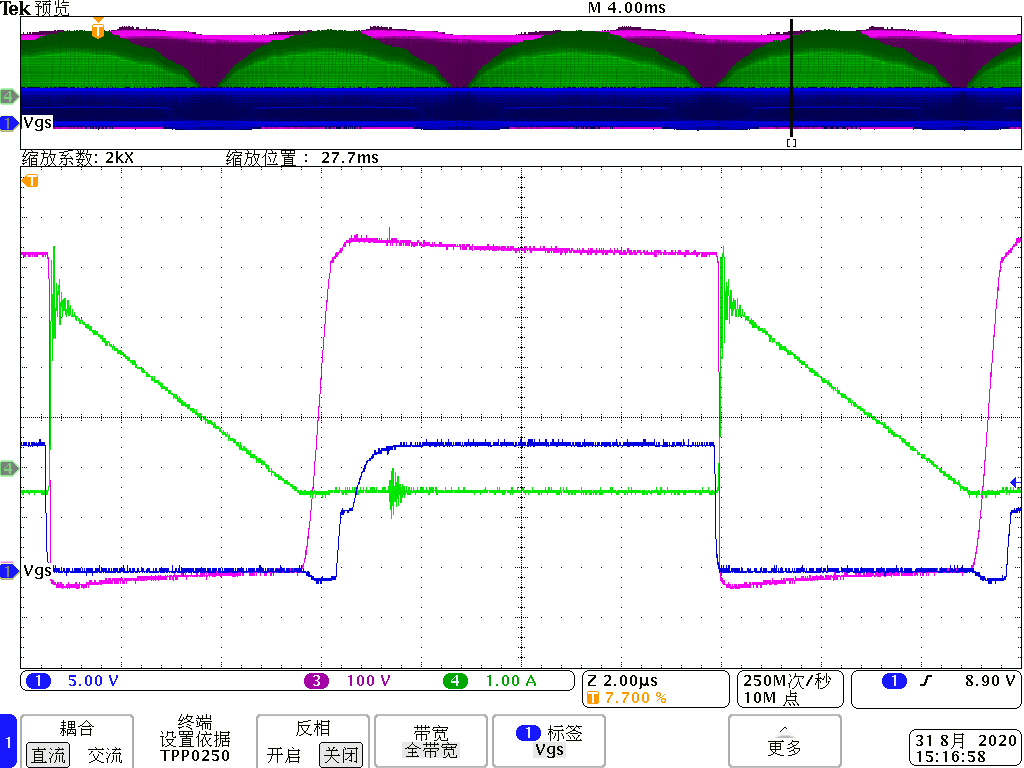 Tek 预览
M 4.00ms
T
4
1 Vgs
[]
缩放系数: 2kX
缩放位置: 27.7ms
T
4
1 Vgs
1 5.00 V
3 100 V
4 1.00 A
Z 2.00µs
T 7.700 %
250M次/秒
10M 点
1 8.90 V
1
耦合
直流 交流
终端
设置依据
TPP0250
反相
开启 关闭
带宽
全带宽
1 标签
Vgs
更多
31 8月 2020
15:16:58